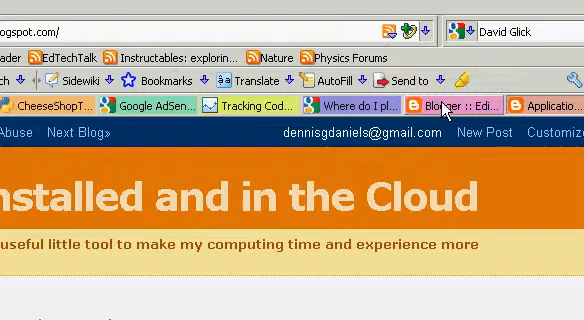 ogspot.com/ David Glick
ader EdTechTalk Instructables: explorin... Nature Physics Forums
ch Sidewiki Bookmarks Translate AutoFill Send to
CheeseShopT... Google AdSen... Tracking Cod... Where do I pl... Blogger :: Edi... Applicatio...
Abuse Next Blog» dennisgdaniels@gmail.com New Post Customize
nstalled and in the Cloud
useful little tool to make my computing time and experience more